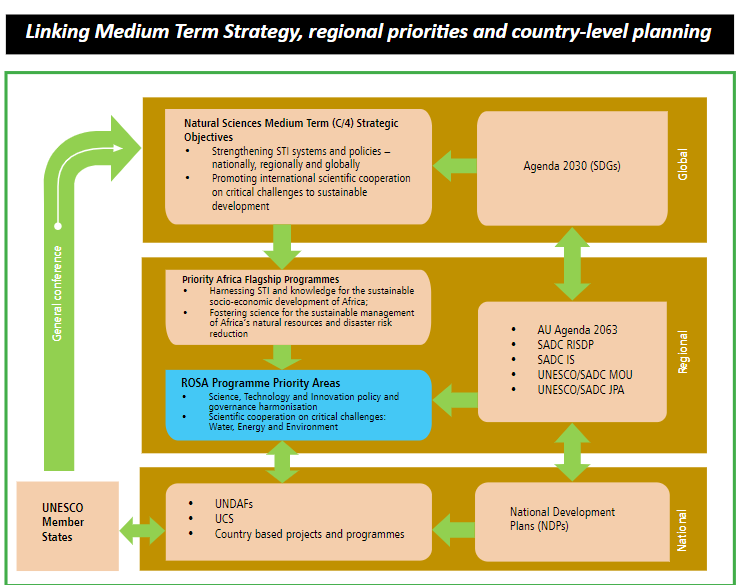 Linking Medium Term Strategy, regional priorities and country-level planning
Natural Sciences Medium Term (C/4) Strategic
Objectives
• Strengthening STI systems and policies –
nationally, regionally and globally
• Promoting international scientific cooperation
on critical challenges to sustainable
development
Agenda 2030 (SDGs)
Global
General conference
Priority Africa Flagship Programmes
• Harnessing STI and knowledge for the sustainable
socio-economic development of Africa;
• Fostering science for the sustainable management
of Africa's natural resources and disaster risk
reduction
ROSA Programme Priority Areas
• Science, Technology and Innovation policy and
governance harmonisation
• Scientific cooperation on critical challenges:
Water, Energy and Environment
• AU Agenda 2063
• SADC RISDP
• SADC IS
• UNESCO/SADC MOU
• UNESCO/SADC JPA
Regional
UNESCO
Member
States
• UNDAFs
• UCS
• Country based projects and programmes
National Development
Plans (NDPs)
National